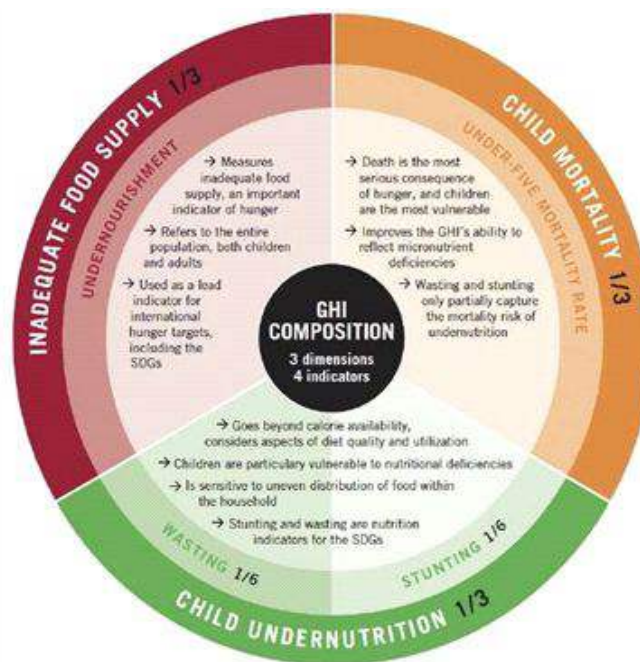 INADEQUATE FOOD SUPPLY 1/3
UNDERNOURISHMENT
→ Measures
inadequate food
supply, an important
indicator of hunger
→ Refers to the entire
population, both children
and adults
→ Used as a lead
indicator for
international
hunger targets,
including the
SDGs
CHILD MORTALITY 1/3
UNDER-FIVE MORTALITY RATE
→ Death is the most
serious consequence
of hunger, and children
are the most vulnerable
→ Improves the GHI's ability to
reflect micronutrient
deficiencies
→ Wasting and stunting
only partially capture
the mortality risk of
undernutrition
GHI
COMPOSITION
3 dimensions
4 indicators
→ Goes beyond calorie availability,
considers aspects of diet quality and utilization
→ Children are particulary vulnerable to nutritional deficiencies
→ Is sensitive to uneven distribution of food within
the household
→ Stunting and wasting are nutrition
indicators for the SDGs
WASTING 1/6
STUNTING 1/6
CHILD UNDERNUTRITION 1/3